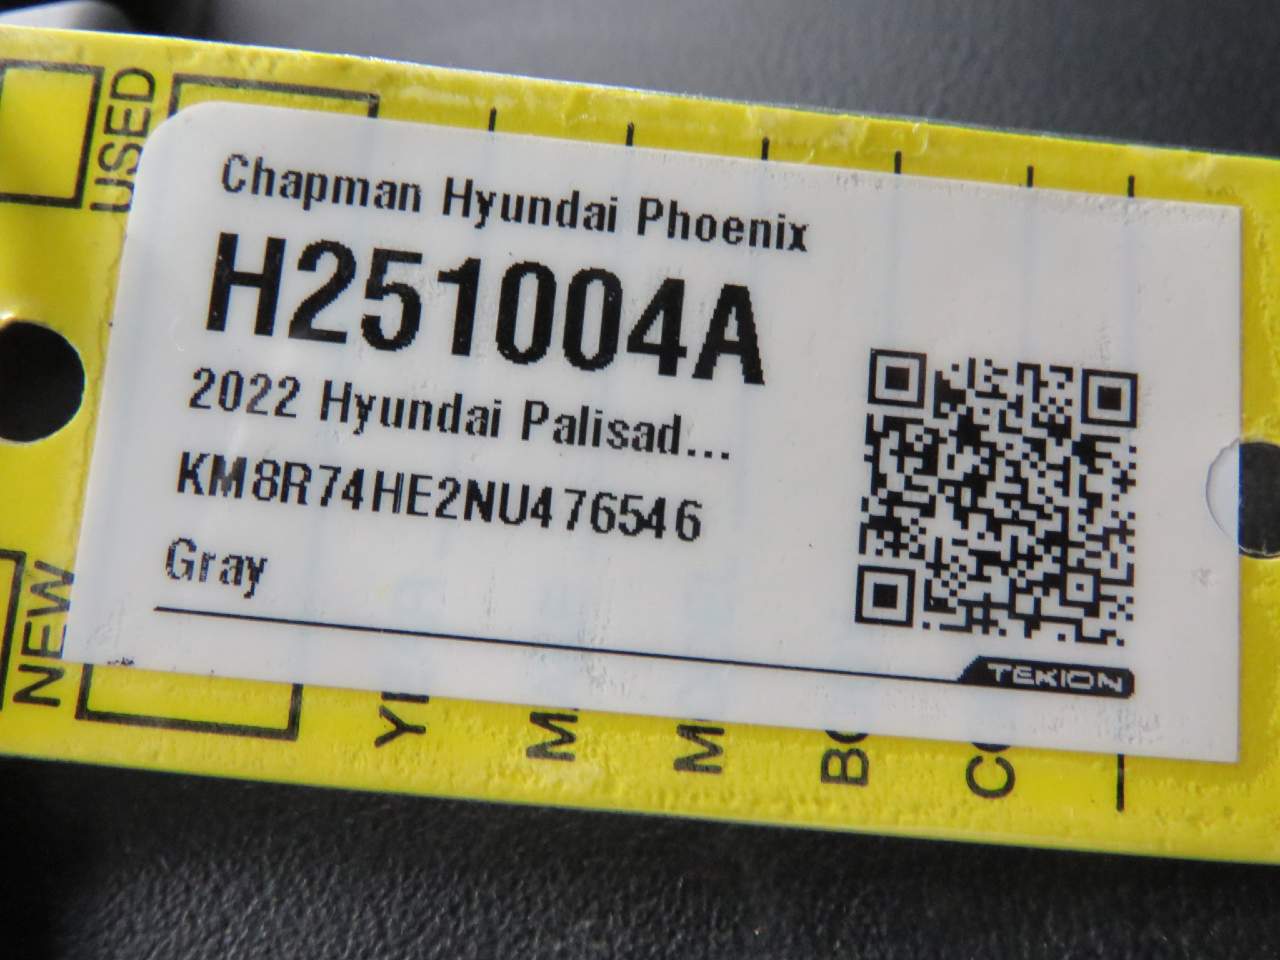 USED
Chapman Hyundai Phoenix
H251004A
2022 Hyundai Palisad...
KM8R74HE2NU476546
Gray
TEKION
NEW